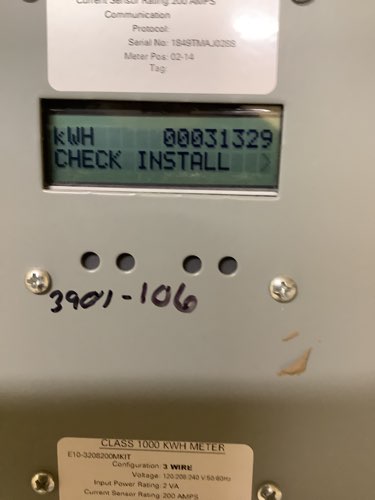 Current Sensor Rating: 200 AMPS
Communication
Protocol:
Serial No:
Meter Pos: 02-14
Tag:
kWH 00031329
CHECK INSTALL
3901-106
CLASS 1000 KWH METER
E10-3208200MKIT
Configuration: 3 WIRE
Voltage: 120 208-240 V:50-60Hz
Input Power Rating: 2 VA
Current Sensor Rating: 200 AMPS